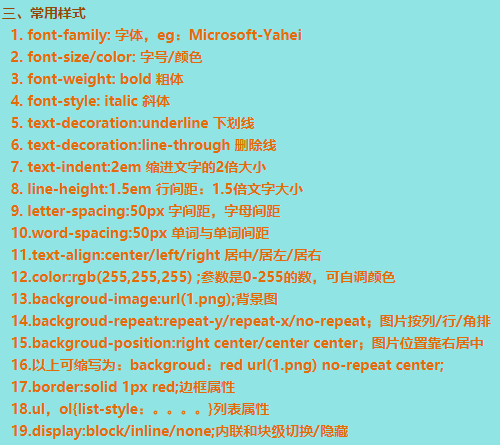 三、常用样式
1. font-family: 字体，eg：Microsoft-Yahei
2. font-size/color: 字号/颜色
3. font-weight: bold 粗体
4. font-style: italic 斜体
5. text-decoration:underline 下划线
6. text-decoration:line-through 删除线
7. text-indent:2em 缩进文字的2倍大小
8. line-height:1.5em 行间距：1.5倍文字大小
9. letter-spacing:50px 字间距，字母间距
10.word-spacing:50px 单词与单词间距
11.text-align:center/left/right 居中/居左/居右
12.color:rgb(255,255,255) ;参数是0-255的数，可自调颜色
13.backgroud-image:url(1.png);背景图
14.backgroud-repeat:repeat-y/repeat-x/no-repeat；图片按列/行/角排
15.backgroud-position:right center/center center；图片位置靠右居中
16.以上可缩写为：backgroud：red url(1.png) no-repeat center;
17.border:solid 1px red;边框属性
18.ul，ol{list-style：。。。。}列表属性
19.display:block/inline/none;内联和块级切换/隐藏